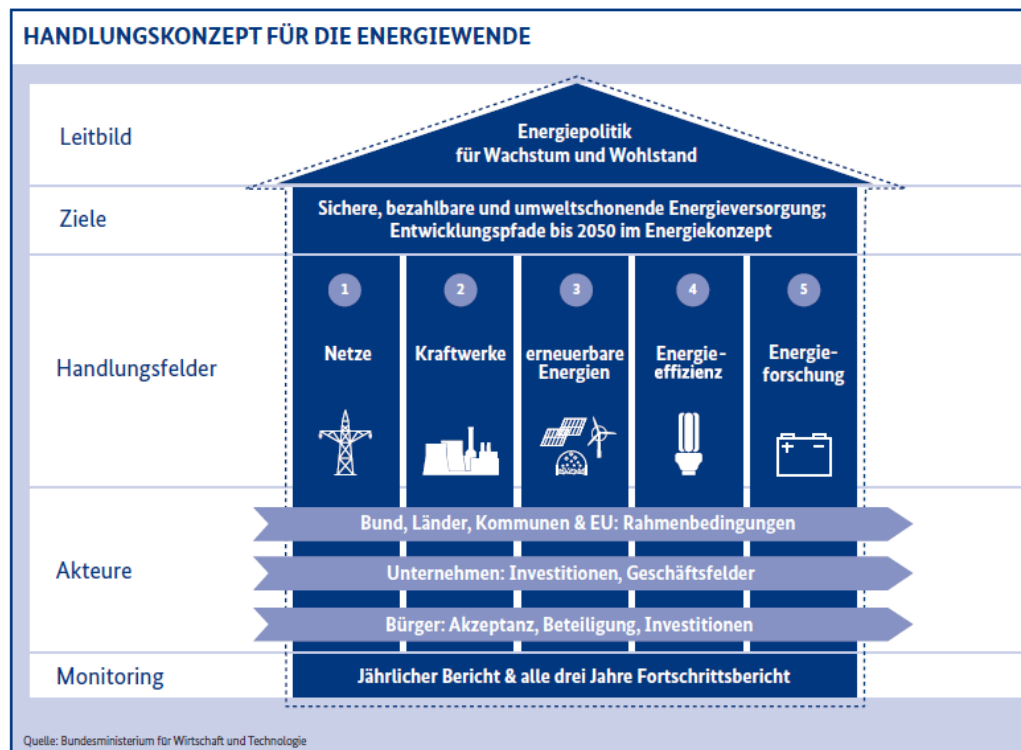 HANDLUNGSKONZEPT FÜR DIE ENERGIEWENDE
Leitbild
Energiepolitik
für Wachstum und Wohlstand
Ziele
Sichere, bezahlbare und umweltschonende Energieversorgung;
Entwicklungspfade bis 2050 im Energiekonzept
Handlungsfelder
1
Netze
2
Kraftwerke
3
erneuerbare
Energien
4
Energie-
effizienz
5
Energie-
forschung
+ -
Akteure
Bund, Länder, Kommunen & EU: Rahmenbedingungen
Unternehmen: Investitionen, Geschäftsfelder
Bürger: Akzeptanz, Beteiligung, Investitionen
Monitoring
Jährlicher Bericht & alle drei Jahre Fortschrittsbericht
Quelle: Bundesministerium für Wirtschaft und Technologie